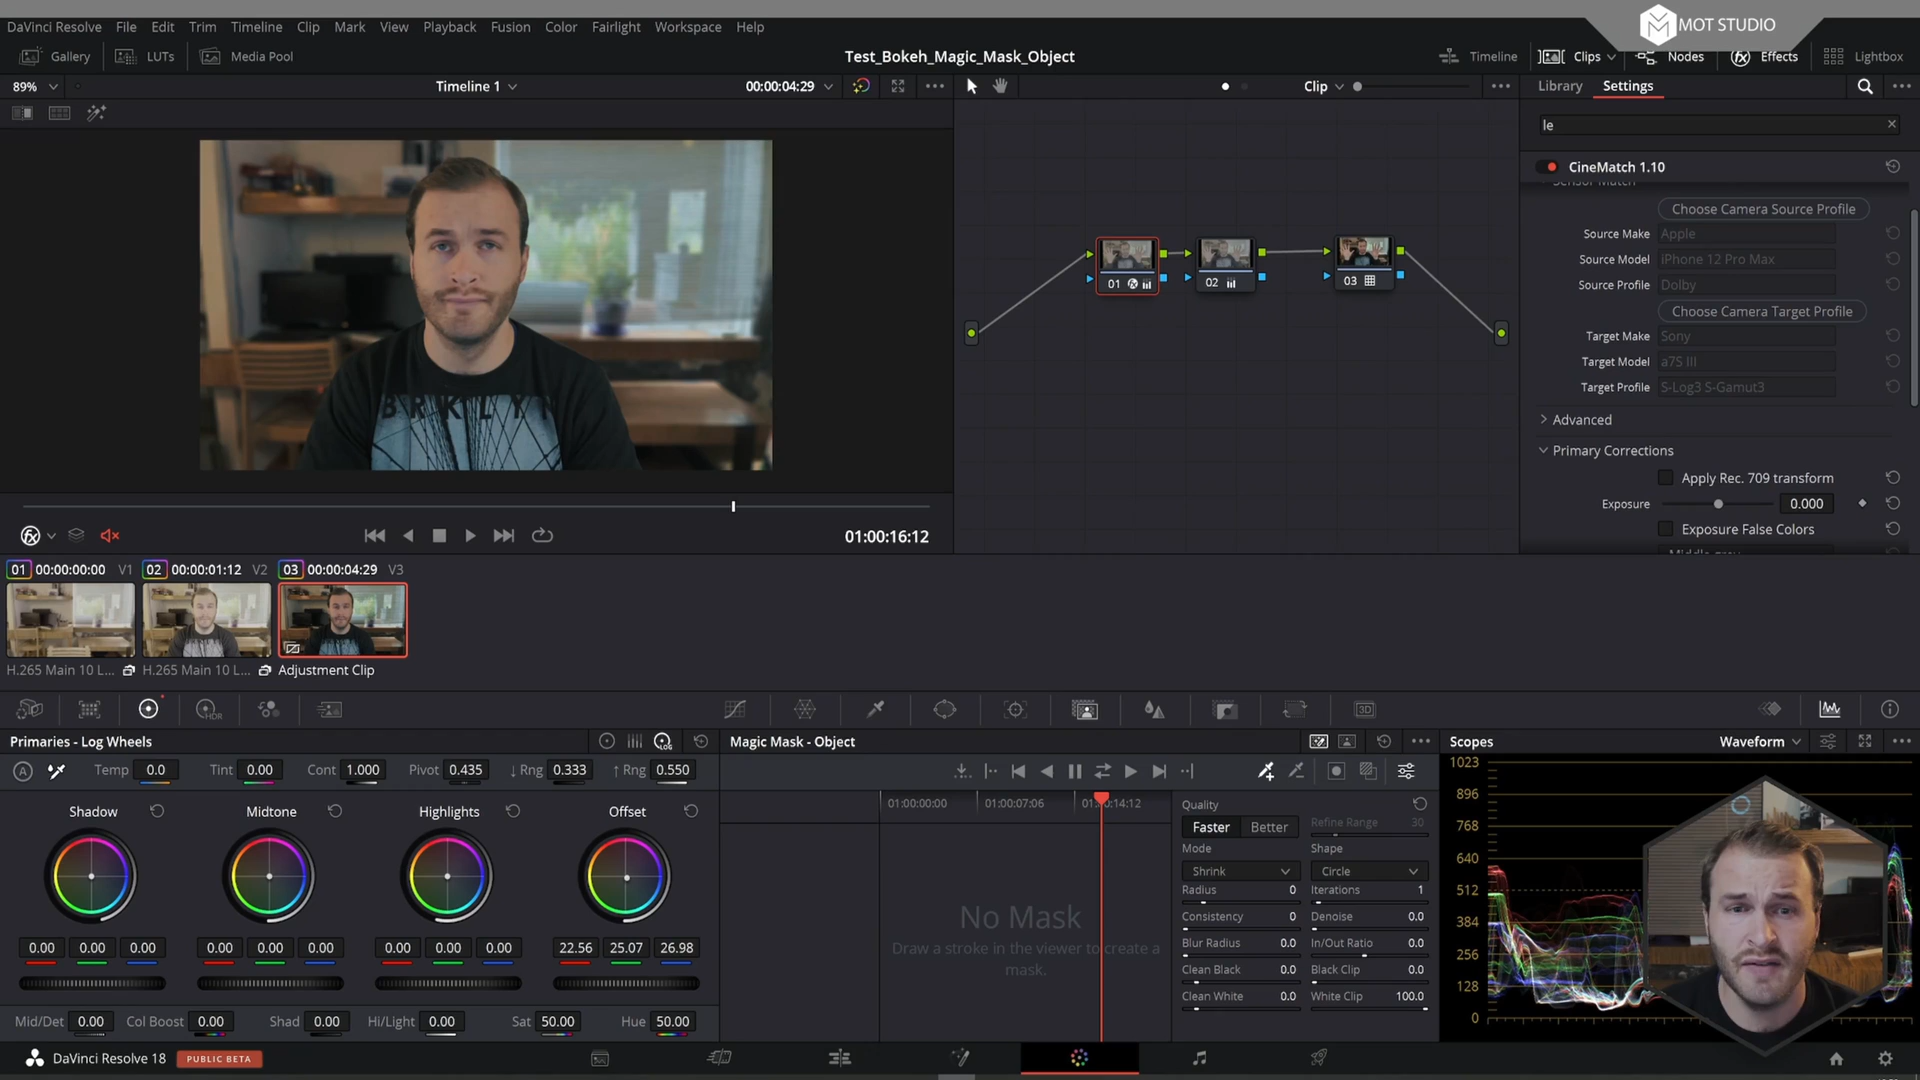 DaVinci Resolve File Edit Trim Timeline Clip Mark View Playback Fusion Color Fairlight Workspace Help
MOT STUDIO
Gallery LUTs Media Pool
Test_Bokeh_Magic_Mask_Object
Timeline Clips Nodes Effects Lightbox
89% Timeline 1 00:00:04:29 Clip
Library Settings
le
CineMatch 1.10
Sensor Match
Choose Camera Source Profile
Source Make Apple
Source Model iPhone 12 Pro Max
Source Profile Dolby
Choose Camera Target Profile
Target Make Sony
Target Model a7S III
Target Profile S-Log3 S-Gamut3
Advanced
Primary Corrections
Apply Rec. 709 transform
Exposure 0.000
Exposure False Colors
01 02 03
BRKLYN
01:00:16:12
01 00:00:00:00 V1 02 00:00:01:12 V2 03 00:00:04:29 V3
H.265 Main 10 L... H.265 Main 10 L... Adjustment Clip
HDR 3D
Primaries - Log Wheels LOG Magic Mask - Object Scopes Waveform
A Temp 0.0 Tint 0.00 Cont 1.000 Pivot 0.435 ↓ Rng 0.333 ↑ Rng 0.550
Shadow Midtone Highlights Offset
0.00 0.00 0.00 0.00 0.00 0.00 0.00 0.00 0.00 22.56 25.07 26.98
Mid/Det 0.00 Col Boost 0.00 Shad 0.00 Hi/Light 0.00 Sat 50.00 Hue 50.00
01:00:00:00 01:00:07:06 01:00:14:12
No Mask
Draw a stroke in the viewer to create a
mask.
Quality
Faster Better Refine Range 30
Mode Shape
Shrink Circle
Radius 0 Iterations 1
Consistency 0 Denoise 0.0
Blur Radius 0.0 In/Out Ratio 0.0
Clean Black 0.0 Black Clip 0.0
Clean White 0.0 White Clip 100.0
1023
896
768
640
512
384
256
128
0
DaVinci Resolve 18 PUBLIC BETA